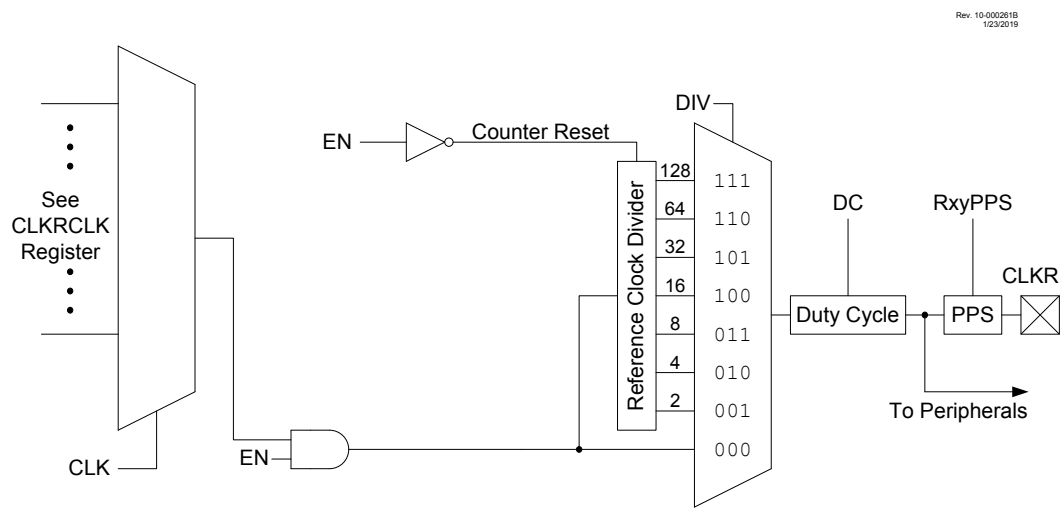 Rev. 10-000261B
1/23/2019
DIV
EN
Counter Reset
See
CLKRCLK
Register
Reference Clock Divider
128
111
64
110
32
101
16
100
8
011
4
010
2
001
000
DC
RxyPPS
CLKR
Duty Cycle
PPS
To Peripherals
EN
CLK